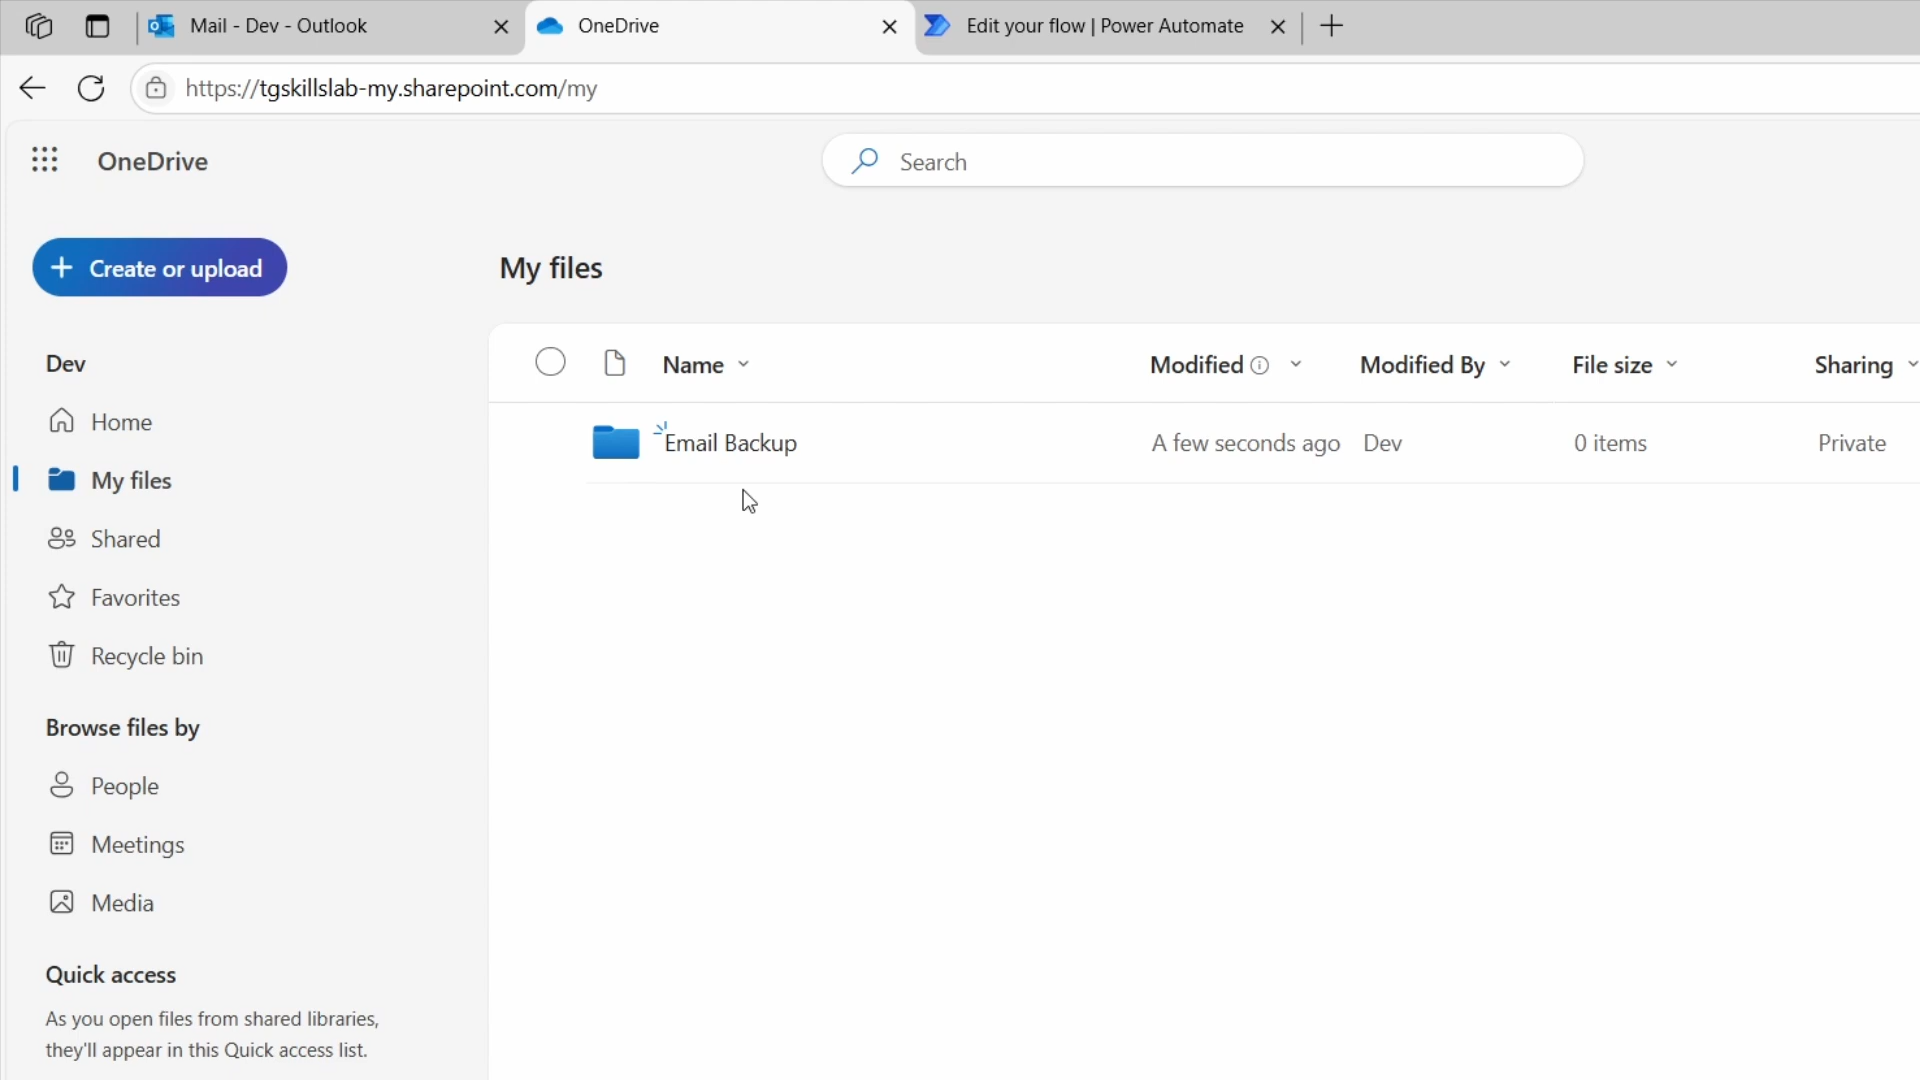 Mail - Dev - Outlook
OneDrive
Edit your flow | Power Automate
https://tgskillslab-my.sharepoint.com/my
OneDrive
Search
Create or upload
My files
Dev
Name
Modified
Modified By
File size
Sharing
Home
Email Backup
A few seconds ago
Dev
0 items
Private
My files
Shared
Favorites
Recycle bin
Browse files by
People
Meetings
Media
Quick access
As you open files from shared libraries,
they'll appear in this Quick access list.